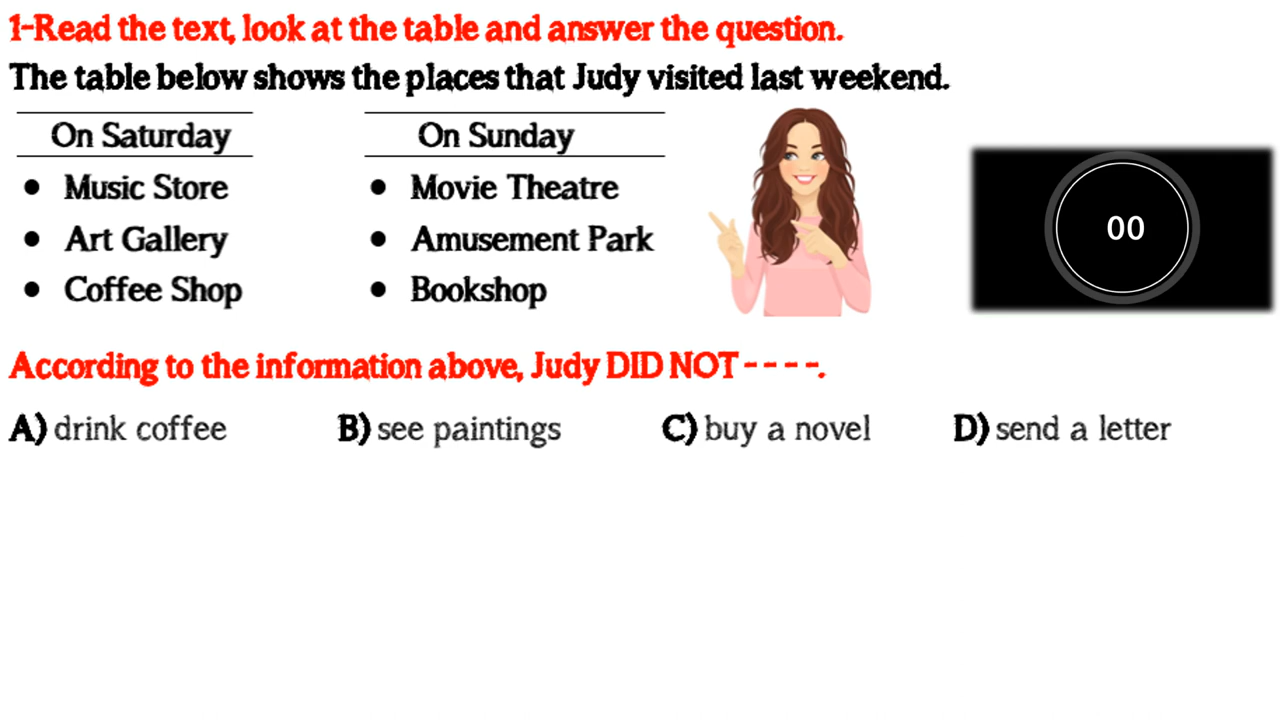 1-Read the text, look at the table and answer the question.
The table below shows the places that Judy visited last weekend.
On Saturday
• Music Store
• Art Gallery
• Coffee Shop
On Sunday
• Movie Theatre
• Amusement Park
• Bookshop
00
According to the information above, Judy DID NOT - - - -.
A) drink coffee B) see paintings C) buy a novel D) send a letter